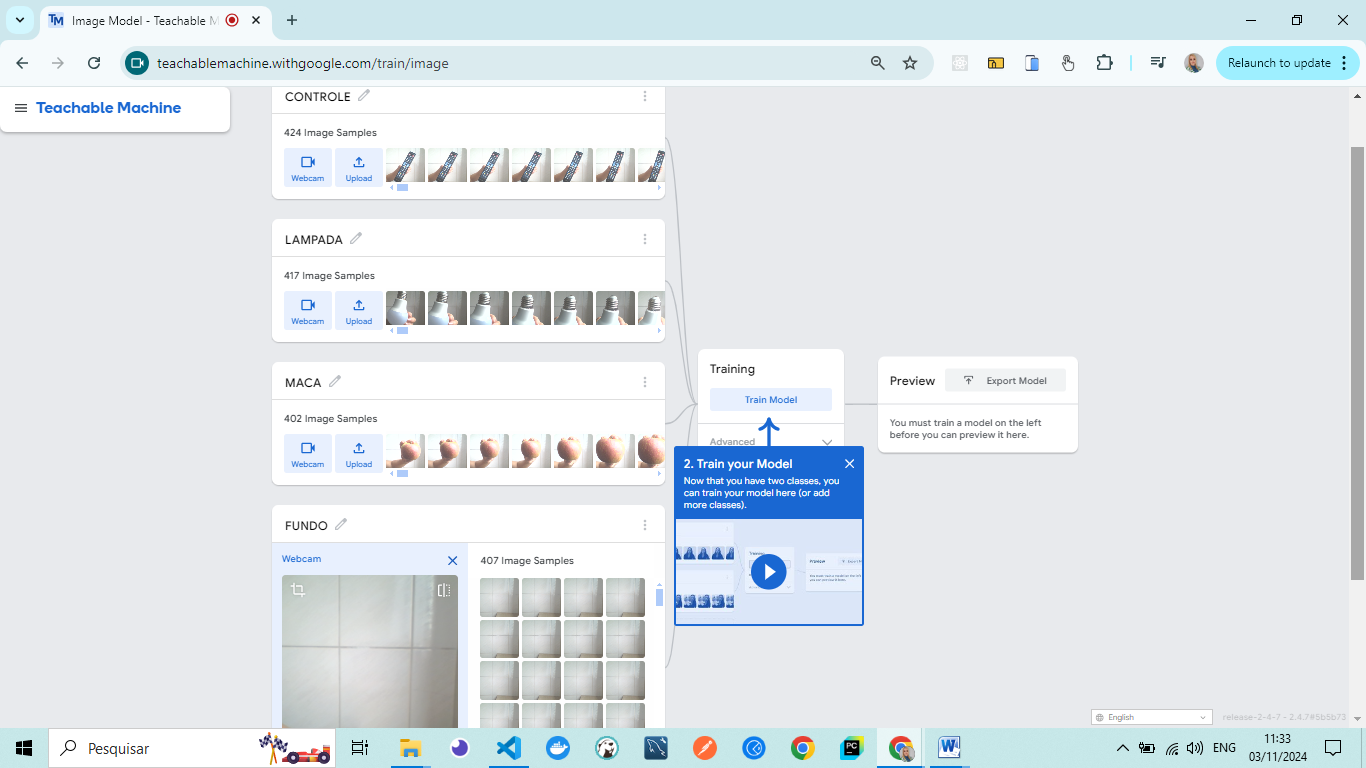 Image Model - Teachable M
teachablemachine.withgoogle.com/train/image
Relaunch to update
Teachable Machine
CONTROLE
424 Image Samples
Webcam
Upload
LAMPADA
417 Image Samples
Webcam
Upload
MACA
402 Image Samples
Webcam
Upload
FUNDO
Webcam
407 Image Samples
Training
Train Model
Advanced
2. Train your Model
Now that you have two classes, you
can train your model here (or add
more classes).
Preview
Export Model
You must train a model on the left
before you can preview it here.
English
release-2-4-7 - 2.4.7#5b5b73
Pesquisar
ENG
11:33
03/11/2024